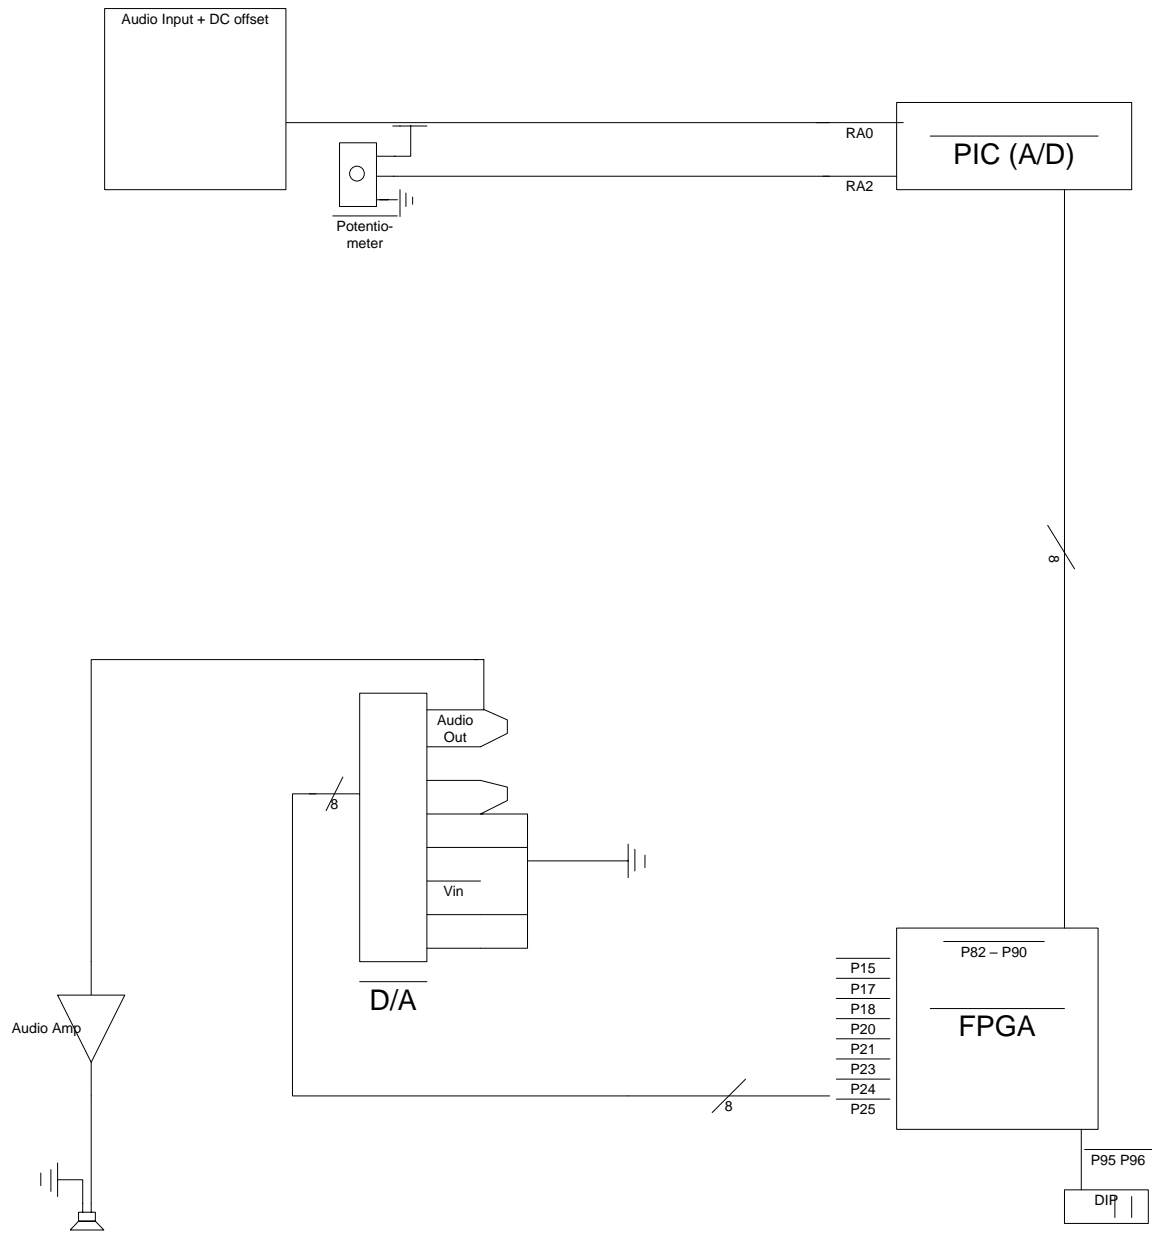 Audio Input + DC offset
RA0
PIC (A/D)
RA2
Potentio-
meter
8
Audio
Out
8
Vin
D/A
P82 – P90
P15
P17
P18
FPGA
P20
P21
P23
P24
P25
Audio Amp
8
P95 P96
DIP